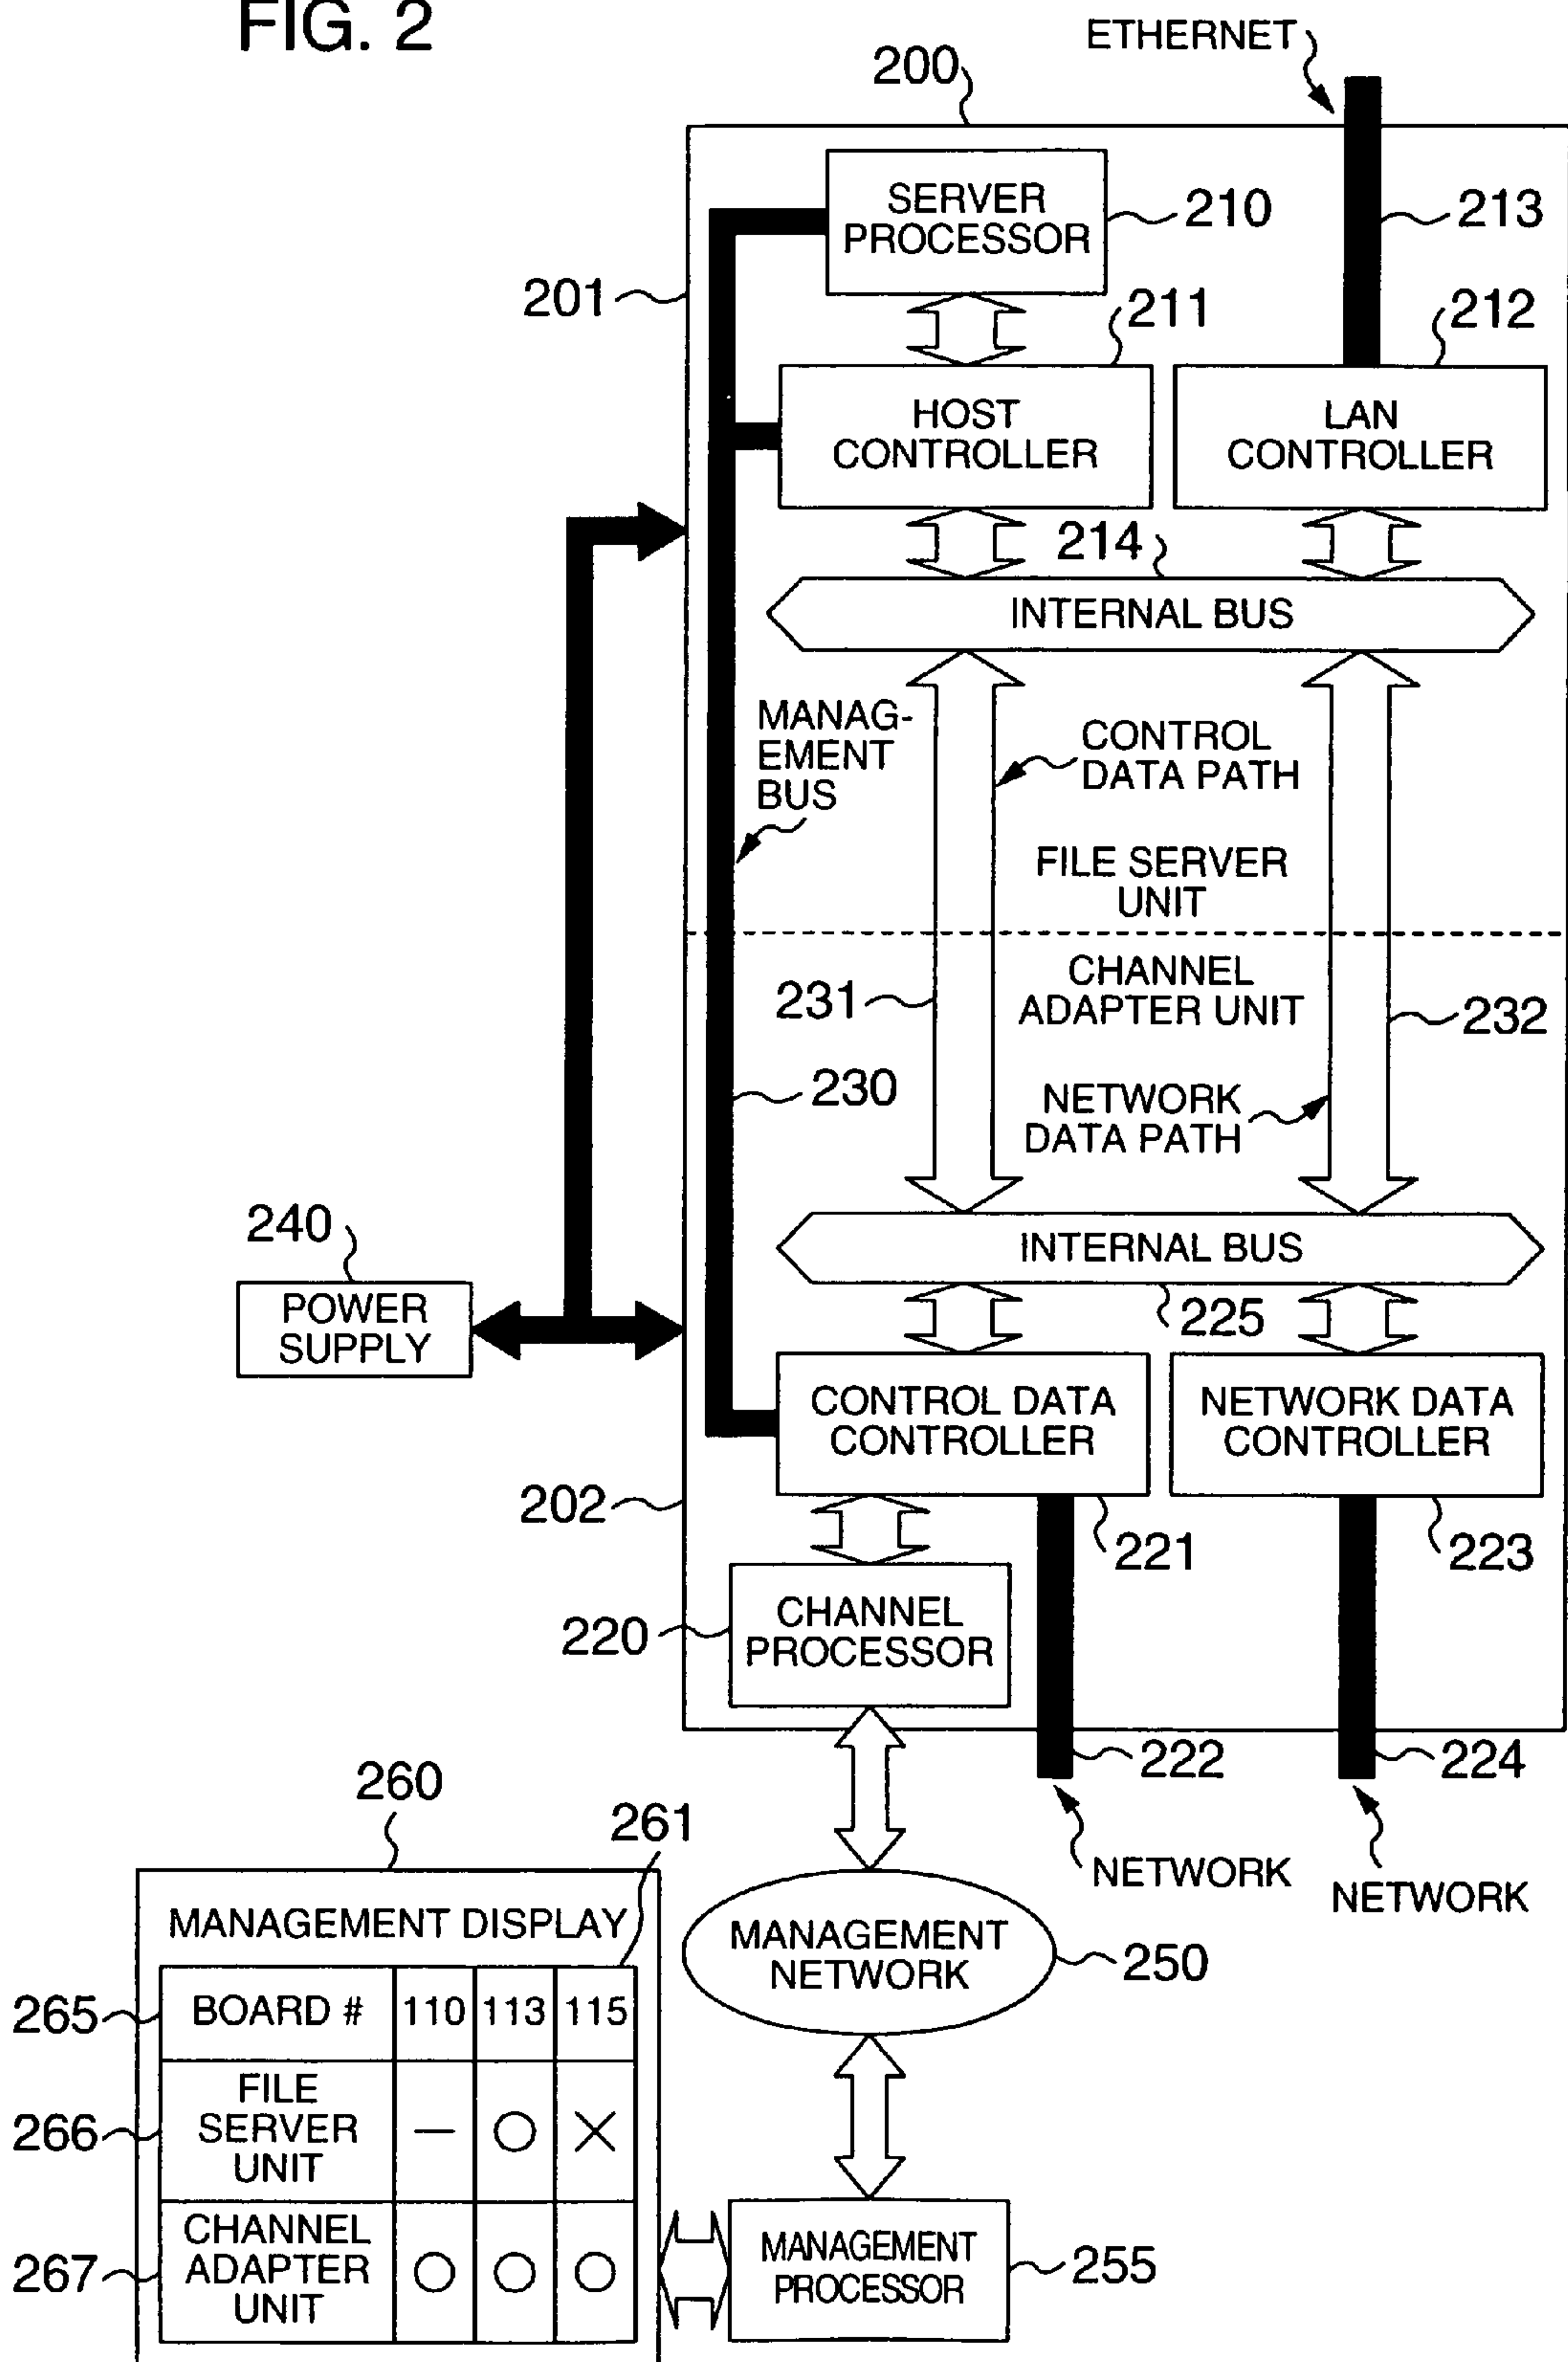 FIG. 2
ETHERNET
200
SERVER
PROCESSOR
210
213
201
211
212
HOST
CONTROLLER
LAN
CONTROLLER
214
INTERNAL BUS
MANAG-
EMENT
BUS
CONTROL
DATA PATH
FILE SERVER
UNIT
CHANNEL
ADAPTER UNIT
231
232
230
NETWORK
DATA PATH
240
POWER
SUPPLY
INTERNAL BUS
225
CONTROL DATA
CONTROLLER
NETWORK DATA
CONTROLLER
202
221
223
220
CHANNEL
PROCESSOR
222
224
NETWORK
NETWORK
260
261
MANAGEMENT DISPLAY
MANAGEMENT
NETWORK
250
265
BOARD # 110 113 115
266
FILE
SERVER
UNIT
— ○ ×
267
CHANNEL
ADAPTER
UNIT
○ ○ ○
MANAGEMENT
PROCESSOR
255